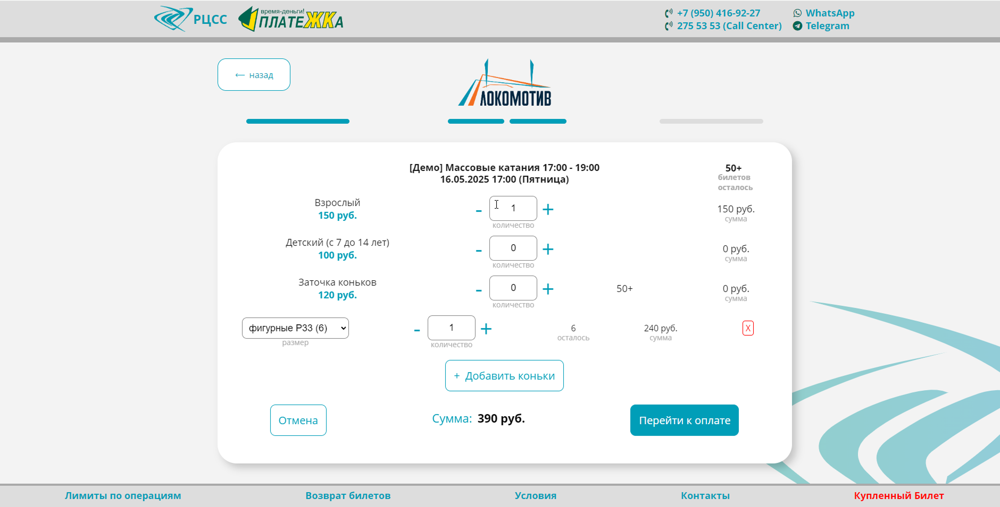 РЦСС
время-деньги!
ПЛАТЕЖКА
+7 (950) 416-92-27
WhatsApp
275 53 53 (Call Center)
Telegram
← назад
ЛОКОМОТИВ
[Демо] Массовые катания 17:00 - 19:00
16.05.2025 17:00 (Пятница)
50+
билетов
осталось
Взрослый
150 руб.
- 1 +
количество
150 руб.
сумма
Детский (с 7 до 14 лет)
100 руб.
- 0 +
количество
0 руб.
сумма
Заточка коньков
120 руб.
- 0 +
количество
50+
0 руб.
сумма
фигурные Р33 (6)
размер
- 1 +
количество
6
осталось
240 руб.
сумма
X
+ Добавить коньки
Отмена
Сумма: 390 руб.
Перейти к оплате
Лимиты по операциям
Возврат билетов
Условия
Контакты
Купленный Билет